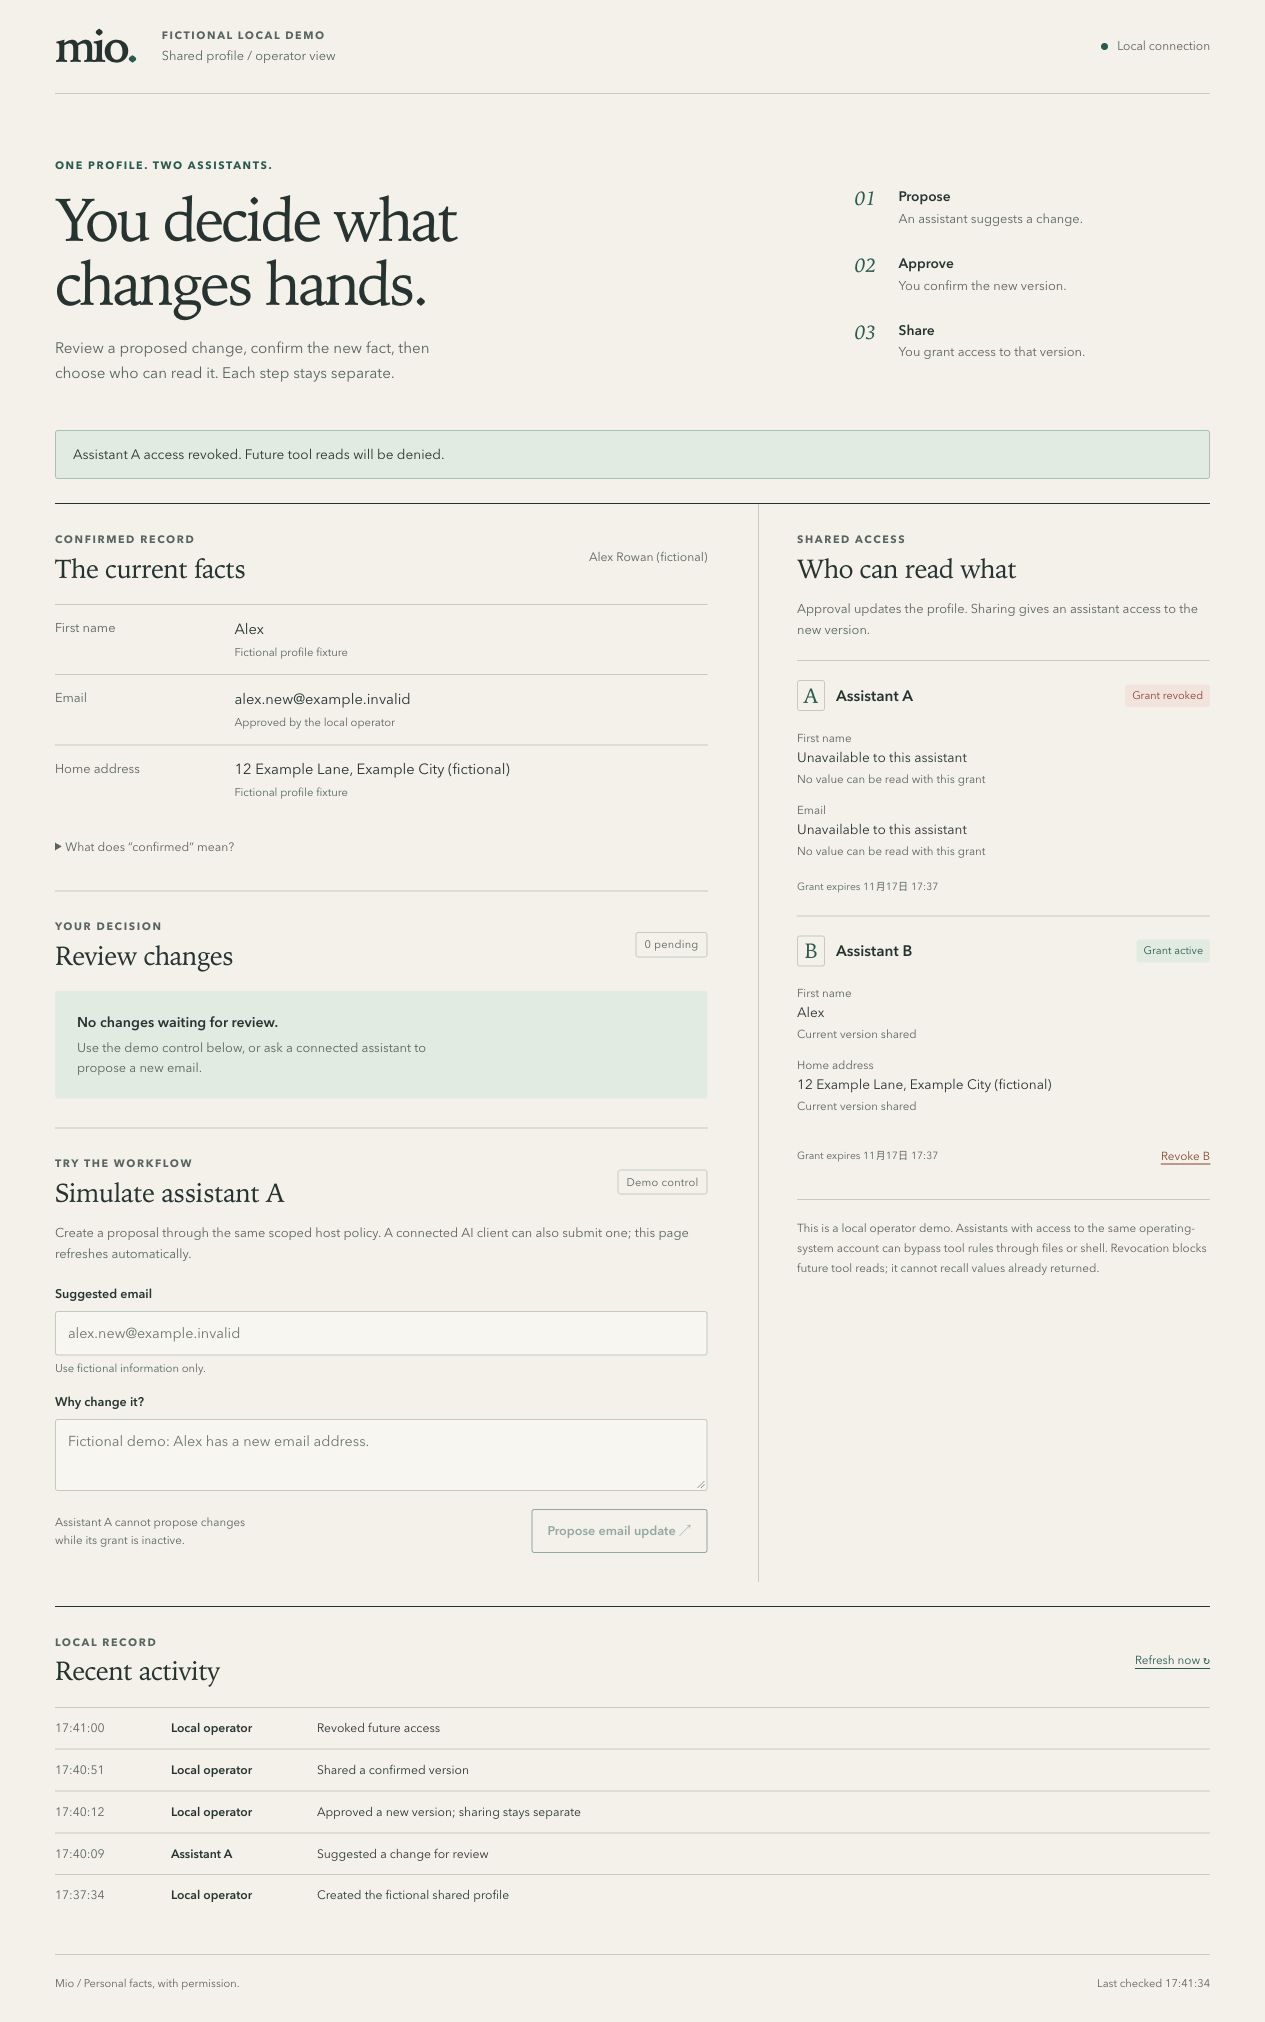 mio.
FICTIONAL LOCAL DEMO
Shared profile / operator view
Local connection
ONE PROFILE. TWO ASSISTANTS.
You decide what
changes hands.
Review a proposed change, confirm the new fact, then
choose who can read it. Each step stays separate.
01 Propose
An assistant suggests a change.
02 Approve
You confirm the new version.
03 Share
You grant access to that version.
Assistant A access revoked. Future tool reads will be denied.
CONFIRMED RECORD
The current facts
Alex Rowan (fictional)
First name
Alex
Fictional profile fixture
Email
alex.new@example.invalid
Approved by the local operator
Home address
12 Example Lane, Example City (fictional)
Fictional profile fixture
▶ What does “confirmed” mean?
YOUR DECISION
Review changes
0 pending
No changes waiting for review.
Use the demo control below, or ask a connected assistant to
propose a new email.
TRY THE WORKFLOW
Simulate assistant A
Demo control
Create a proposal through the same scoped host policy. A connected AI client can also submit one; this page
refreshes automatically.
Suggested email
alex.new@example.invalid
Use fictional information only.
Why change it?
Fictional demo: Alex has a new email address.
Assistant A cannot propose changes
while its grant is inactive.
Propose email update ↗
SHARED ACCESS
Who can read what
Approval updates the profile. Sharing gives an assistant access to the
new version.
A Assistant A
Grant revoked
First name
Unavailable to this assistant
No value can be read with this grant
Email
Unavailable to this assistant
No value can be read with this grant
Grant expires 11月17日 17:37
B Assistant B
Grant active
First name
Alex
Current version shared
Home address
12 Example Lane, Example City (fictional)
Current version shared
Grant expires 11月17日 17:37
Revoke B
This is a local operator demo. Assistants with access to the same operating-
system account can bypass tool rules through files or shell. Revocation blocks
future tool reads; it cannot recall values already returned.
LOCAL RECORD
Recent activity
Refresh now ↻
17:41:00 Local operator Revoked future access
17:40:51 Local operator Shared a confirmed version
17:40:12 Local operator Approved a new version; sharing stays separate
17:40:09 Assistant A Suggested a change for review
17:37:34 Local operator Created the fictional shared profile
Mio / Personal facts, with permission.
Last checked 17:41:34